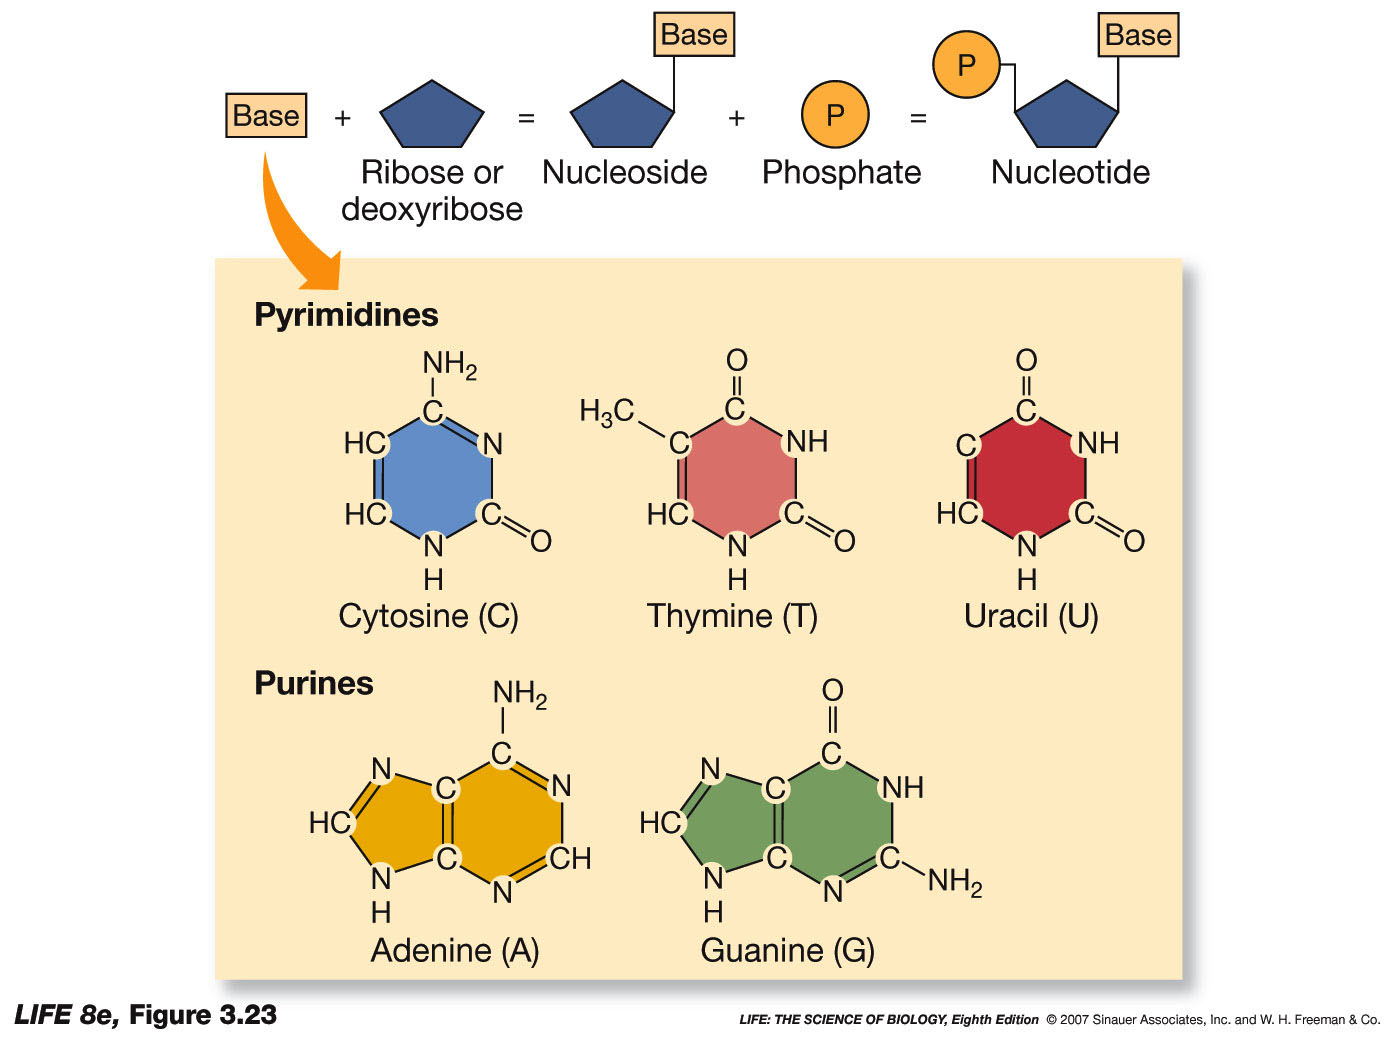 Base + Ribose or deoxyribose = Base Nucleoside + P Phosphate = P Base Nucleotide
Pyrimidines
NH2
C
HC
N
HC
C
O
N
H
Cytosine (C)
O
H3C
C
C
NH
HC
C
O
N
H
Thymine (T)
O
C
C
NH
HC
C
O
N
H
Uracil (U)
Purines
NH2
C
N
C
N
HC
C
CH
N
N
H
Adenine (A)
O
C
N
C
NH
HC
C
C
N
N
NH2
H
Guanine (G)
LIFE 8e, Figure 3.23
LIFE: THE SCIENCE OF BIOLOGY, Eighth Edition © 2007 Sinauer Associates, Inc. and W. H. Freeman & Co.